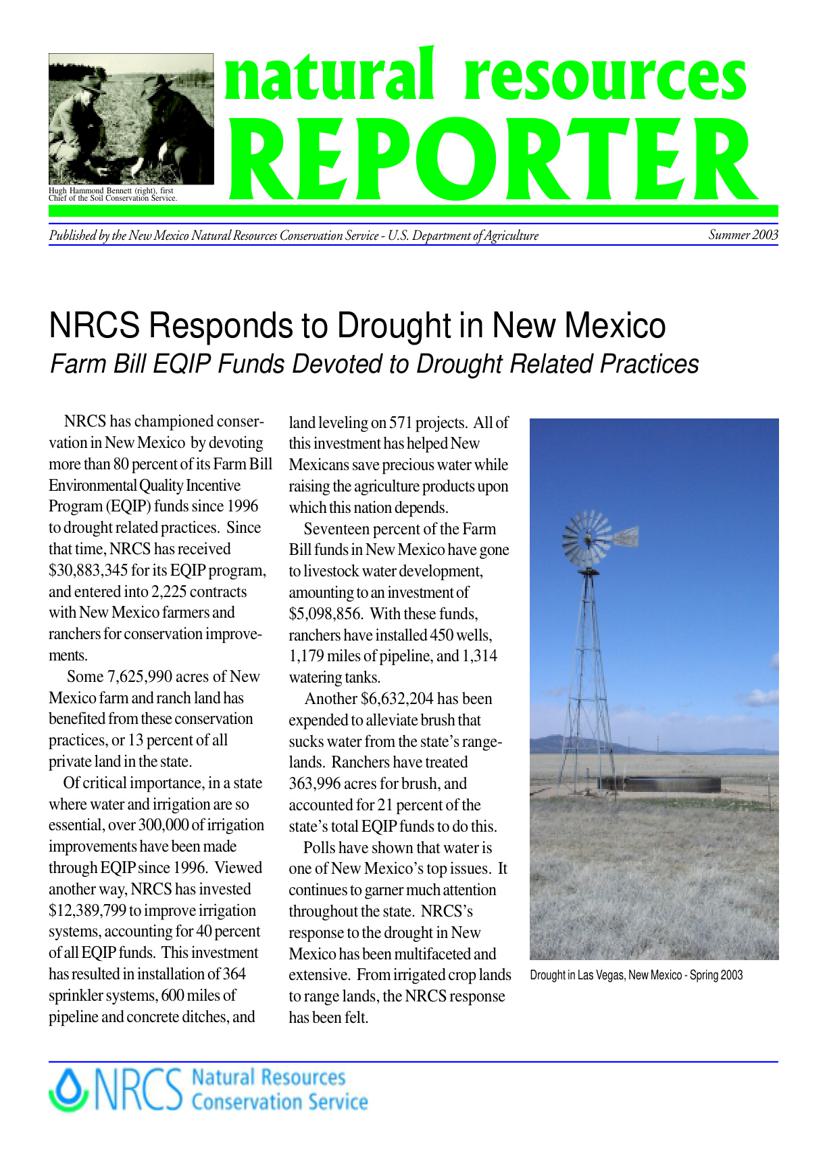 natural resources
REPORTER
Hugh Hammond Bennett (right), first
Chief of the Soil Conservation Service.
Published by the New Mexico Natural Resources Conservation Service - U.S. Department of Agriculture
Summer 2003
NRCS Responds to Drought in New Mexico
Farm Bill EQIP Funds Devoted to Drought Related Practices
NRCS has championed conser-
vation in New Mexico by devoting
more than 80 percent of its Farm Bill
Environmental Quality Incentive
Program (EQIP) funds since 1996
to drought related practices. Since
that time, NRCS has received
$30,883,345 for its EQIP program,
and entered into 2,225 contracts
with New Mexico farmers and
ranchers for conservation improve-
ments.
Some 7,625,990 acres of New
Mexico farm and ranch land has
benefited from these conservation
practices, or 13 percent of all
private land in the state.
Of critical importance, in a state
where water and irrigation are so
essential, over 300,000 of irrigation
improvements have been made
through EQIP since 1996. Viewed
another way, NRCS has invested
$12,389,799 to improve irrigation
systems, accounting for 40 percent
of all EQIP funds. This investment
has resulted in installation of 364
sprinkler systems, 600 miles of
pipeline and concrete ditches, and
land leveling on 571 projects. All of
this investment has helped New
Mexicans save precious water while
raising the agriculture products upon
which this nation depends.
Seventeen percent of the Farm
Bill funds in New Mexico have gone
to livestock water development,
amounting to an investment of
$5,098,856. With these funds,
ranchers have installed 450 wells,
1,179 miles of pipeline, and 1,314
watering tanks.
Another $6,632,204 has been
expended to alleviate brush that
sucks water from the state's range-
lands. Ranchers have treated
363,996 acres for brush, and
accounted for 21 percent of the
state's total EQIP funds to do this.
Polls have shown that water is
one of New Mexico's top issues. It
continues to garner much attention
throughout the state. NRCS's
response to the drought in New
Mexico has been multifaceted and
extensive. From irrigated crop lands
to range lands, the NRCS response
has been felt.
Drought in Las Vegas, New Mexico - Spring 2003
NRCS Natural Resources
Conservation Service